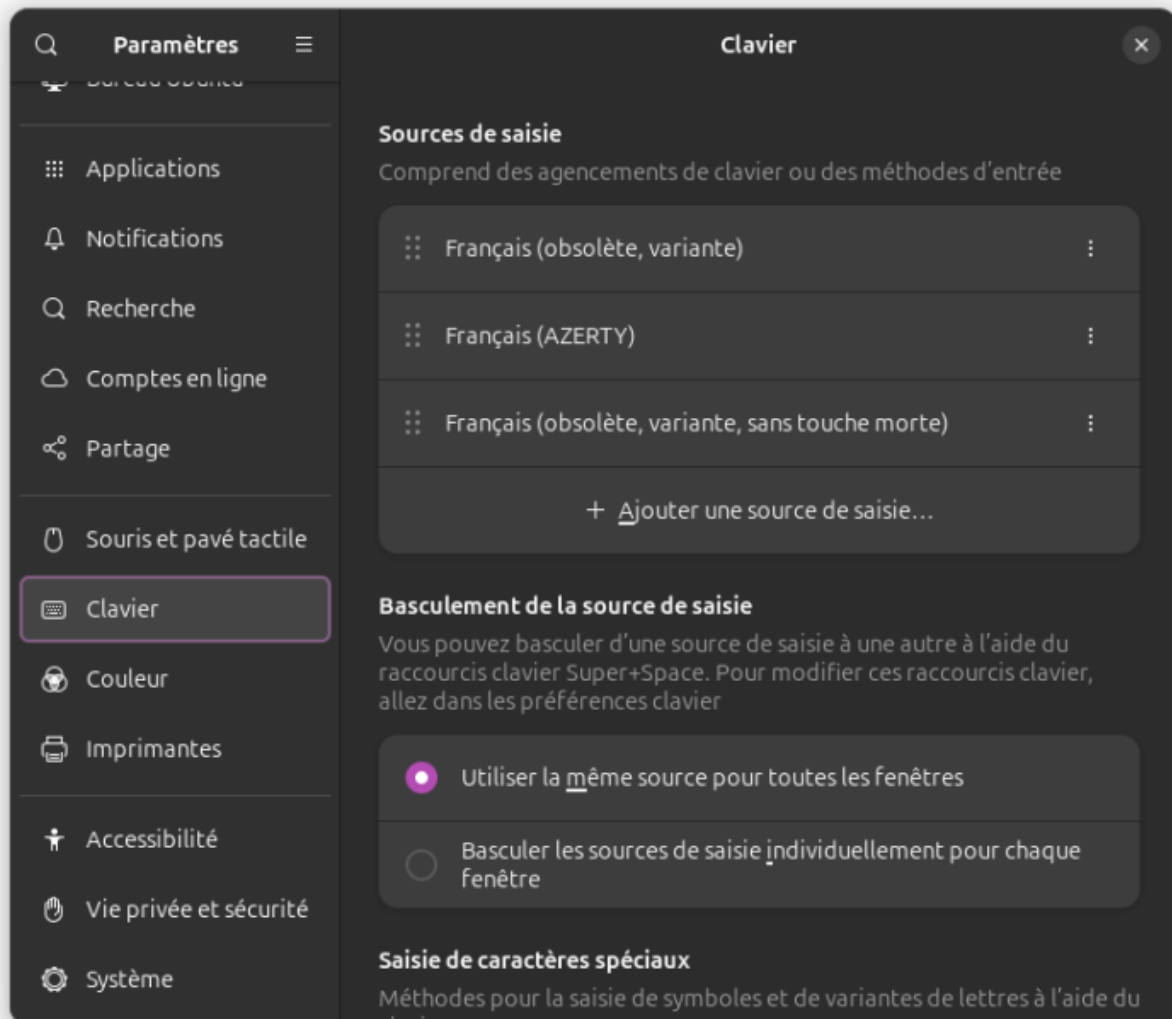 Paramètres
Applications
Notifications
Recherche
Comptes en ligne
Partage
Souris et pavé tactile
Clavier
Couleur
Imprimantes
Accessibilité
Vie privée et sécurité
Système
Clavier
Sources de saisie
Comprend des agencements de clavier ou des méthodes d'entrée
Français (obsolète, variante)
Français (AZERTY)
Français (obsolète, variante, sans touche morte)
+ Ajouter une source de saisie...
Basculement de la source de saisie
Vous pouvez basculer d'une source de saisie à une autre à l'aide du
raccourcis clavier Super+Space. Pour modifier ces raccourcis clavier,
allez dans les préférences clavier
Utiliser la même source pour toutes les fenêtres
Basculer les sources de saisie individuellement pour chaque
fenêtre
Saisie de caractères spéciaux
Méthodes pour la saisie de symboles et de variantes de lettres à l'aide du